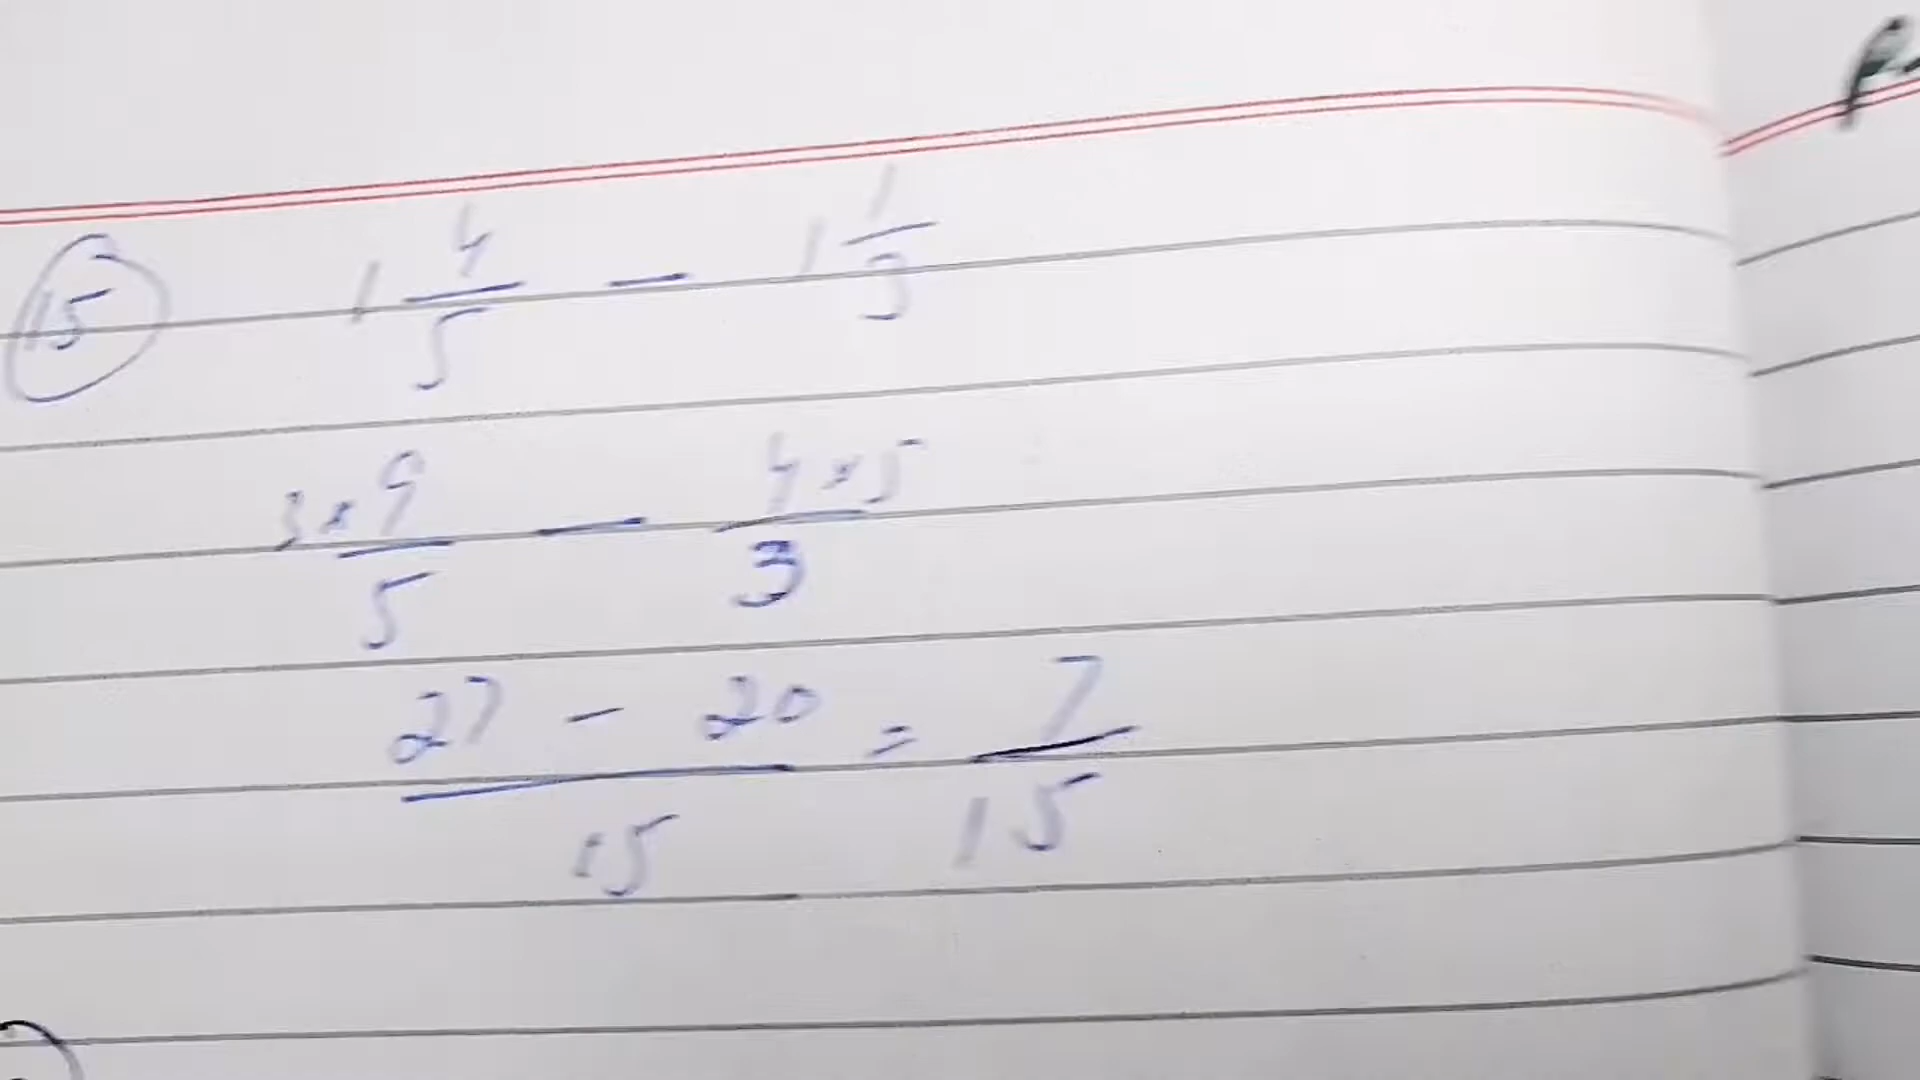 15 1 4/5 — 1 1/3
3 × 9/5 — 4 × 5/3
27 - 20/15 = 7/15